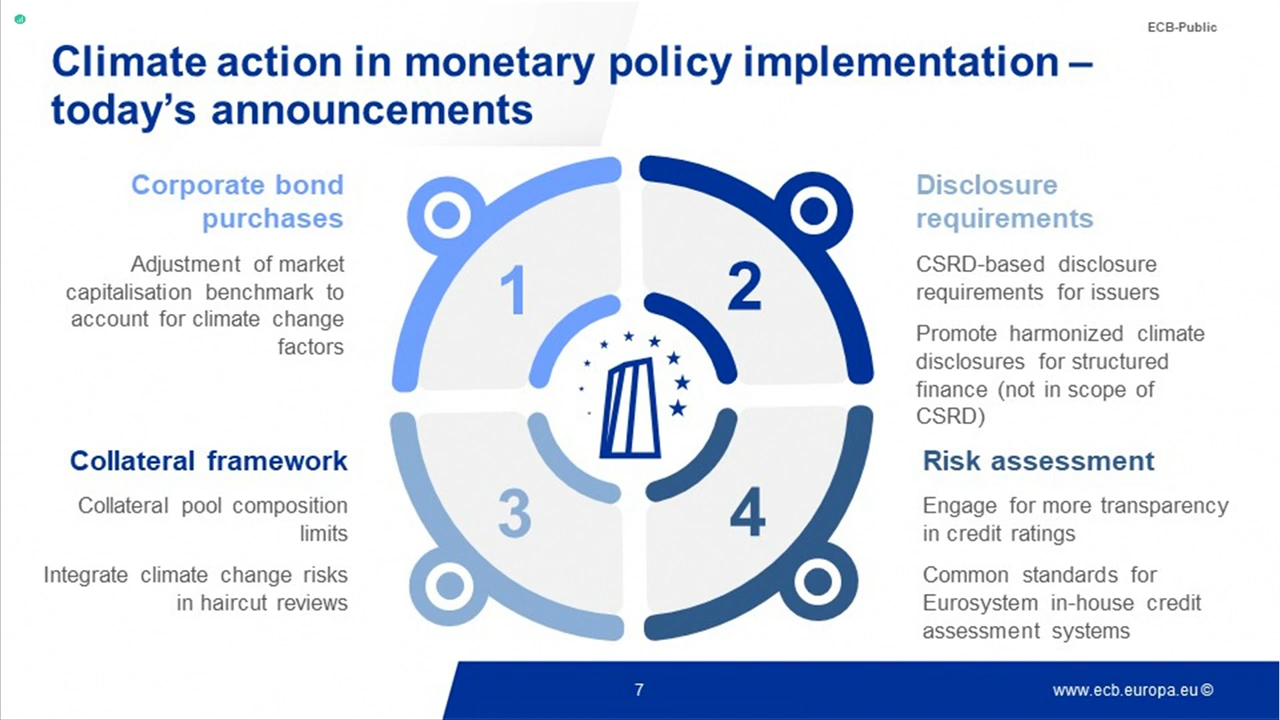 ECB-Public
Climate action in monetary policy implementation –
today's announcements
Corporate bond
purchases
Adjustment of market
capitalisation benchmark to
account for climate change
factors
1
2
Disclosure
requirements
CSRD-based disclosure
requirements for issuers
Promote harmonized climate
disclosures for structured
finance (not in scope of
CSRD)
Collateral framework
Collateral pool composition
limits
Integrate climate change risks
in haircut reviews
3
4
Risk assessment
Engage for more transparency
in credit ratings
Common standards for
Eurosystem in-house credit
assessment systems
7
www.ecb.europa.eu ©